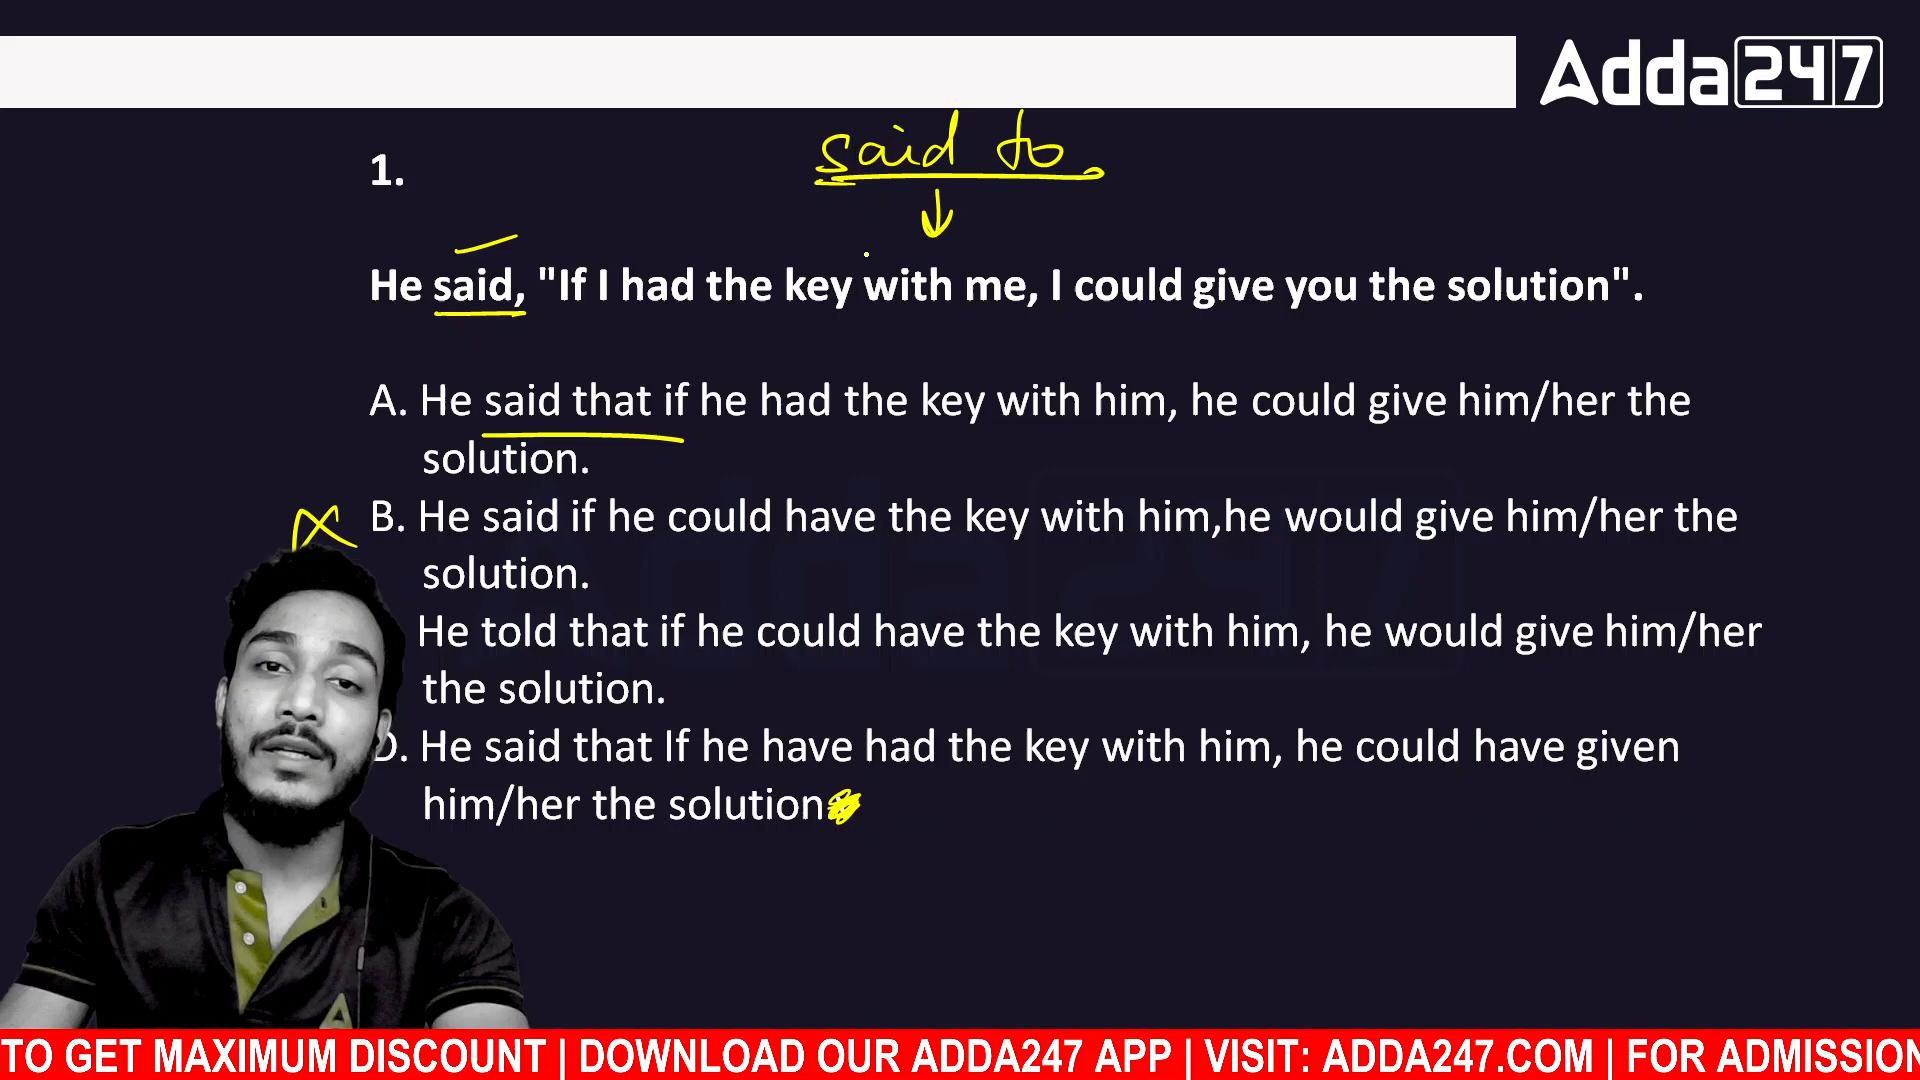 Adda247
said to
1.
He said, "If I had the key with me, I could give you the solution".
A. He said that if he had the key with him, he could give him/her the
solution.
B. He said if he could have the key with him,he would give him/her the
solution.
He told that if he could have the key with him, he would give him/her
the solution.
D. He said that If he have had the key with him, he could have given
him/her the solution
TO GET MAXIMUM DISCOUNT | DOWNLOAD OUR ADDA247 APP | VISIT: ADDA247.COM | FOR ADMISSION